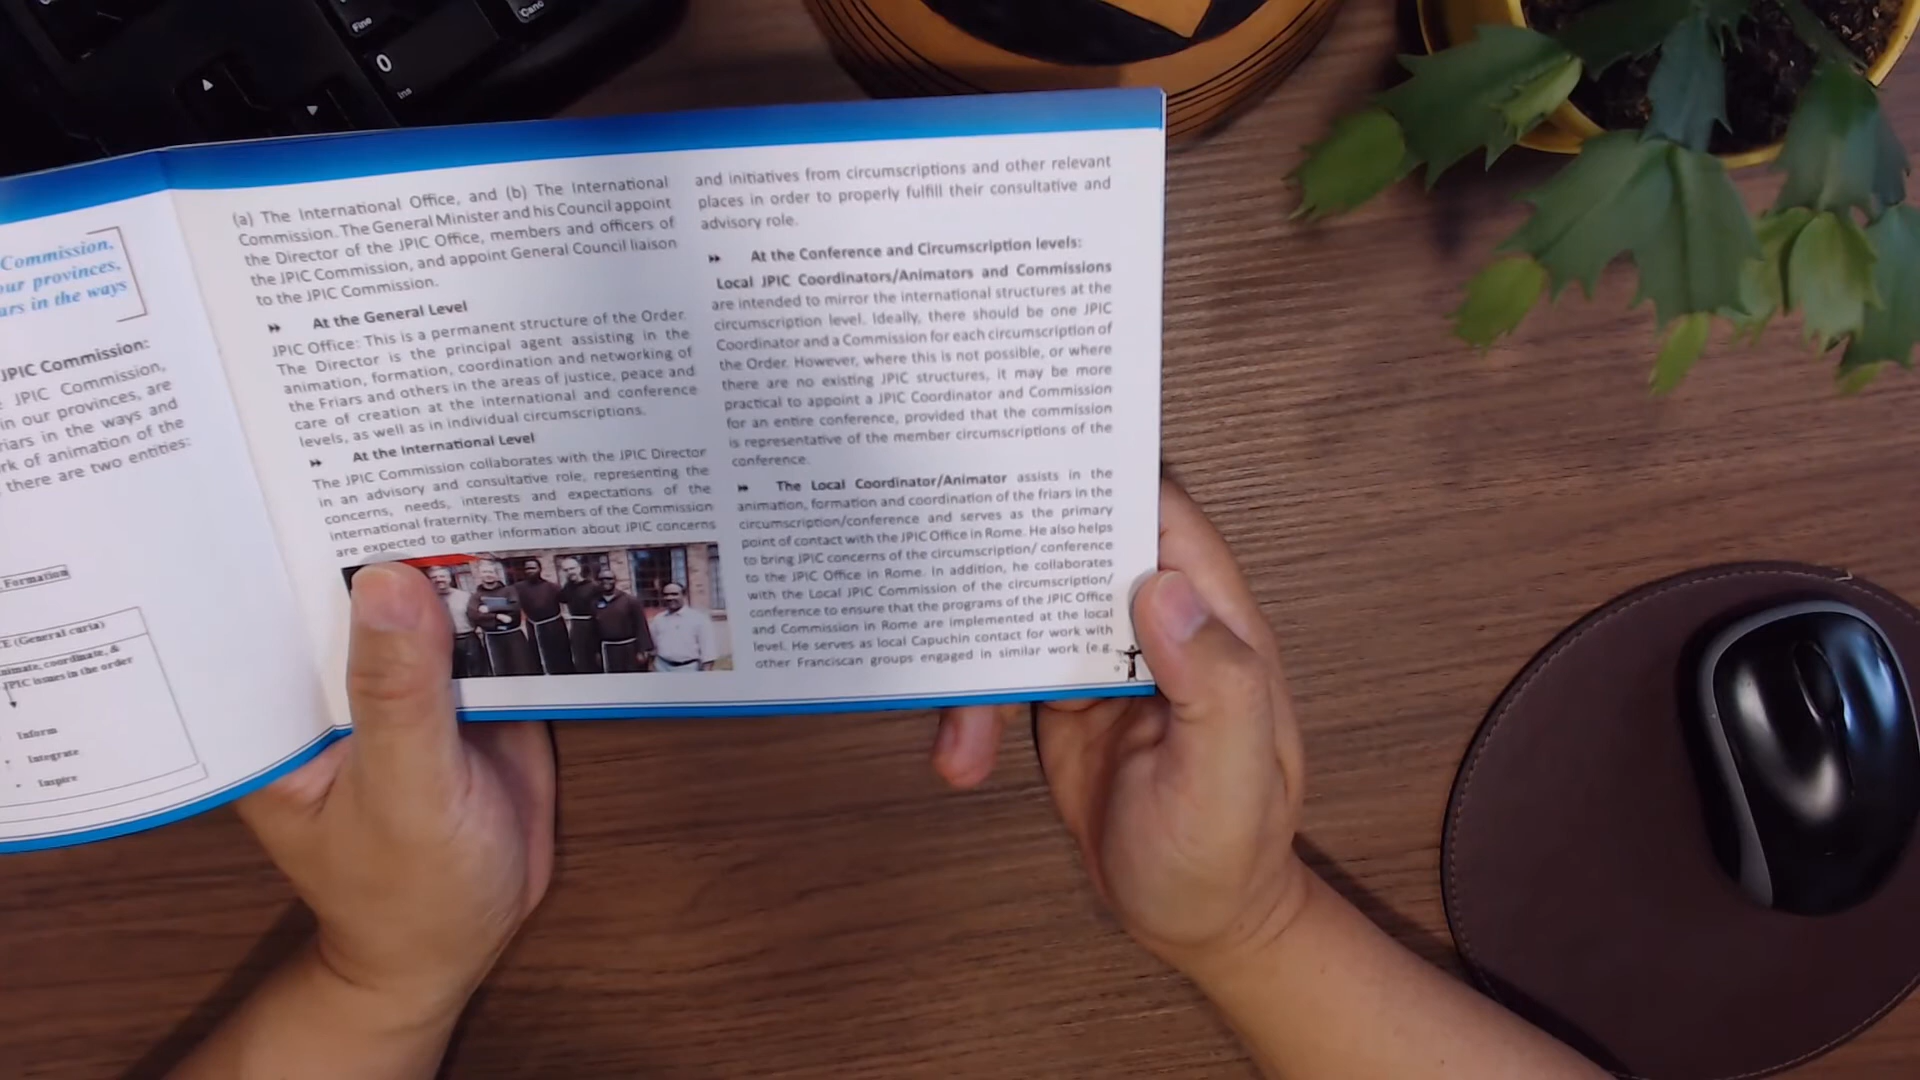 Fine
0
Ins
Canc
Commission,
our provinces,
ars in the ways
JPIC Commission:
JPIC Commission,
in our provinces, are
riars in the ways and
rk of animation of the
there are two entities:
Formation
E (General curia)
nimate, coordinate, &
JPIC issues in the order
Inform
• Integrate
• Inspire
(a) The International Office, and (b) The International
Commission. The General Minister and his Council appoint
the Director of the JPIC Office, members and officers of
the JPIC Commission, and appoint General Council liaison
to the JPIC Commission.
At the General Level
JPIC Office: This is a permanent structure of the Order.
The Director is the principal agent assisting in the
animation, formation, coordination and networking of
the Friars and others in the areas of justice, peace and
care of creation at the international and conference
levels, as well as in individual circumscriptions.
At the International Level
The JPIC Commission collaborates with the JPIC Director
in an advisory and consultative role, representing the
concerns, needs, interests and expectations of the
international fraternity. The members of the Commission
are expected to gather information about JPIC concerns
and initiatives from circumscriptions and other relevant
places in order to properly fulfill their consultative and
advisory role.
At the Conference and Circumscription levels:
Local JPIC Coordinators/Animators and Commissions
are intended to mirror the international structures at the
circumscription level. Ideally, there should be one JPIC
Coordinator and a Commission for each circumscription of
the Order. However, where this is not possible, or where
there are no existing JPIC structures, it may be more
practical to appoint a JPIC Coordinator and Commission
for an entire conference, provided that the commission
is representative of the member circumscriptions of the
conference.
The Local Coordinator/Animator assists in the
animation, formation and coordination of the friars in the
circumscription/conference and serves as the primary
point of contact with the JPIC Office in Rome. He also helps
to bring JPIC concerns of the circumscription/ conference
to the JPIC Office in Rome. In addition, he collaborates
with the Local JPIC Commission of the circumscription/
conference to ensure that the programs of the JPIC Office
and Commission in Rome are implemented at the local
level. He serves as local Capuchin contact for work with
other Franciscan groups engaged in similar work (e.g.